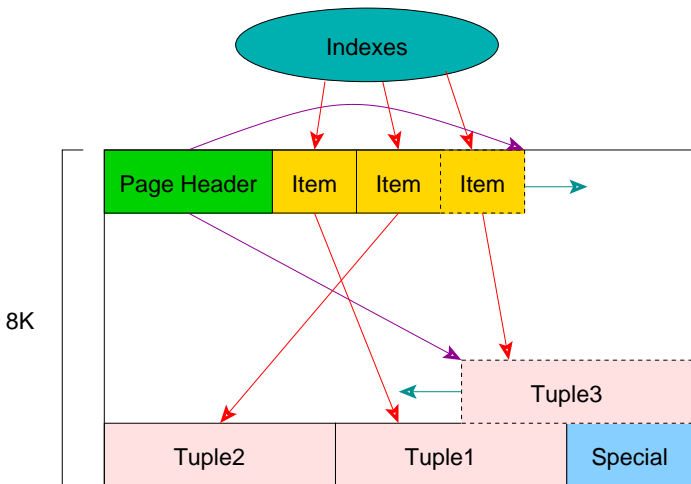 Indexes
Page Header
Item
Item
Item
8K
Tuple3
Tuple2
Tuple1
Special